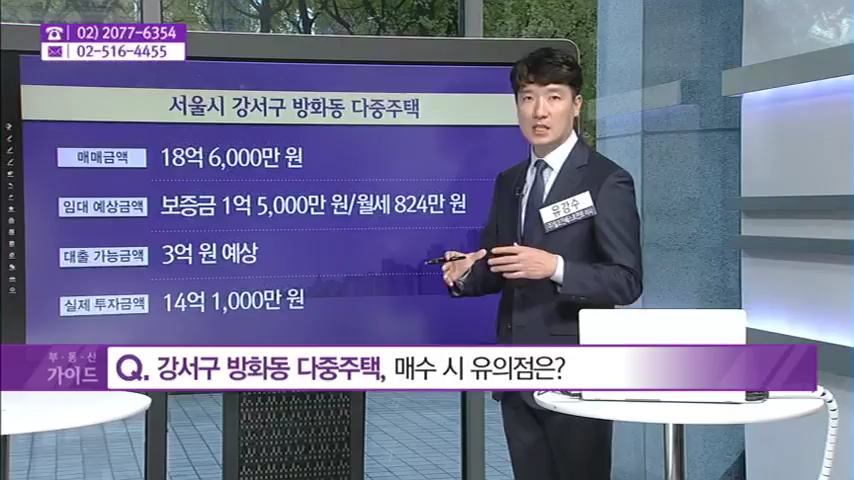 02) 2077-6354
02-516-4455
서울시 강서구 방화동 다중주택
매매금액 18억 6,000만 원
임대 예상금액 보증금 1억 5,000만 원/월세 824만 원
대출 가능금액 3억 원 예상
실제 투자금액 14억 1,000만 원
유강수
부·동·산
가이드
Q. 강서구 방화동 다중주택, 매수 시 유의점은?